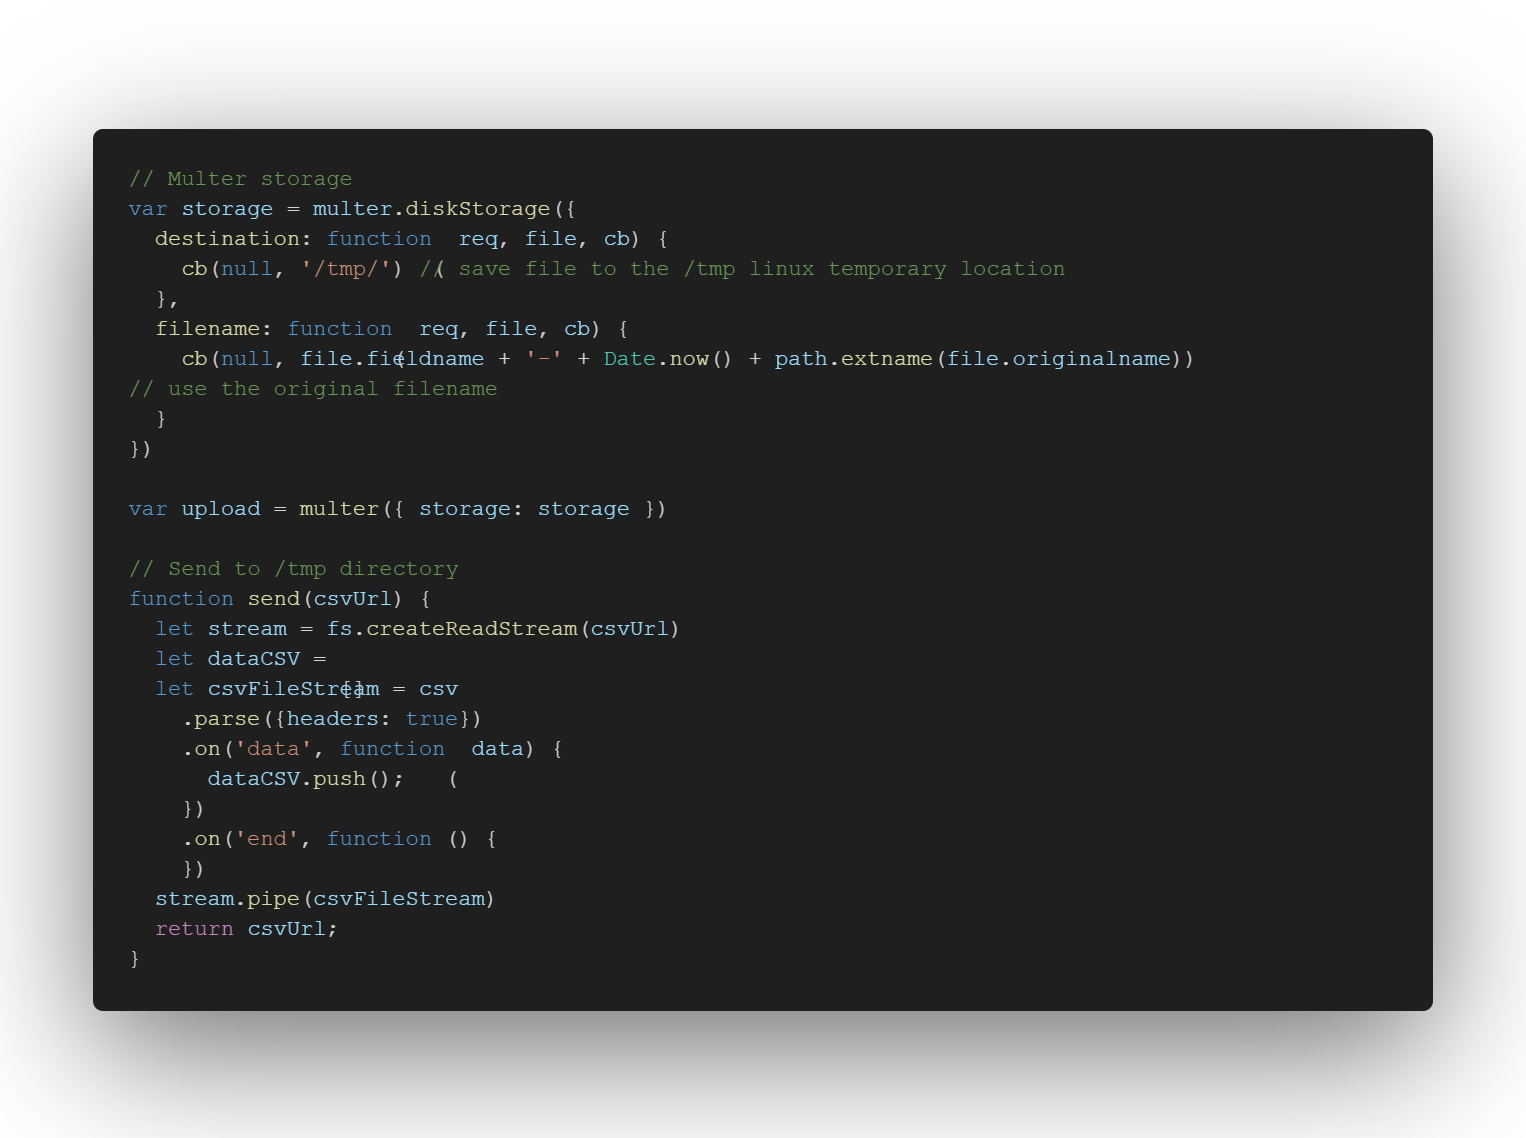 // Multer storage
var storage = multer.diskStorage({
  destination: function (req, file, cb) {
    cb(null, '/tmp/') // save file to the /tmp linux temporary location
  },
  filename: function (req, file, cb) {
    cb(null, file.fieldname + '-' + Date.now() + path.extname(file.originalname))
// use the original filename
  }
})

var upload = multer({ storage: storage })

// Send to /tmp directory
function send(csvUrl) {
  let stream = fs.createReadStream(csvUrl)
  let dataCSV = []
  let csvFileStream = csv
    .parse({headers: true})
    .on('data', function (data) {
      dataCSV.push();
    })
    .on('end', function () {
    })
  stream.pipe(csvFileStream)
  return csvUrl;
}